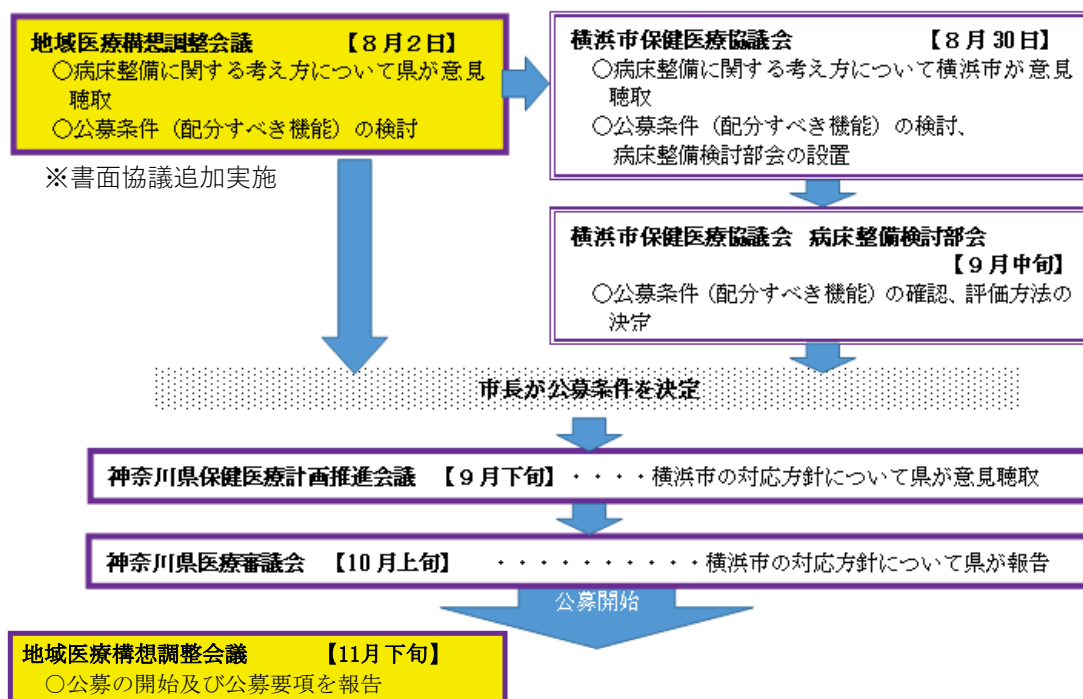 地域医療構想調整会議　【８月２日】
○病床整備に関する考え方について県が意見
聴取
○公募条件（配分すべき機能）の検討
※書面協議追加実施
横浜市保健医療協議会　【８月30日】
○病床整備に関する考え方について横浜市が意見
聴取
○公募条件（配分すべき機能）の検討、
病床整備検討部会の設置
横浜市保健医療協議会　病床整備検討部会
【９月中旬】
○公募条件（配分すべき機能）の確認、評価方法の
決定
市長が公募条件を決定
神奈川県保健医療計画推進会議　【９月下旬】・・・・横浜市の対応方針について県が意見聴取
神奈川県医療審議会　【10月上旬】　・・・・・・・・・・横浜市の対応方針について県が報告
公募開始
地域医療構想調整会議　【11月下旬】
○公募の開始及び公募要項を報告